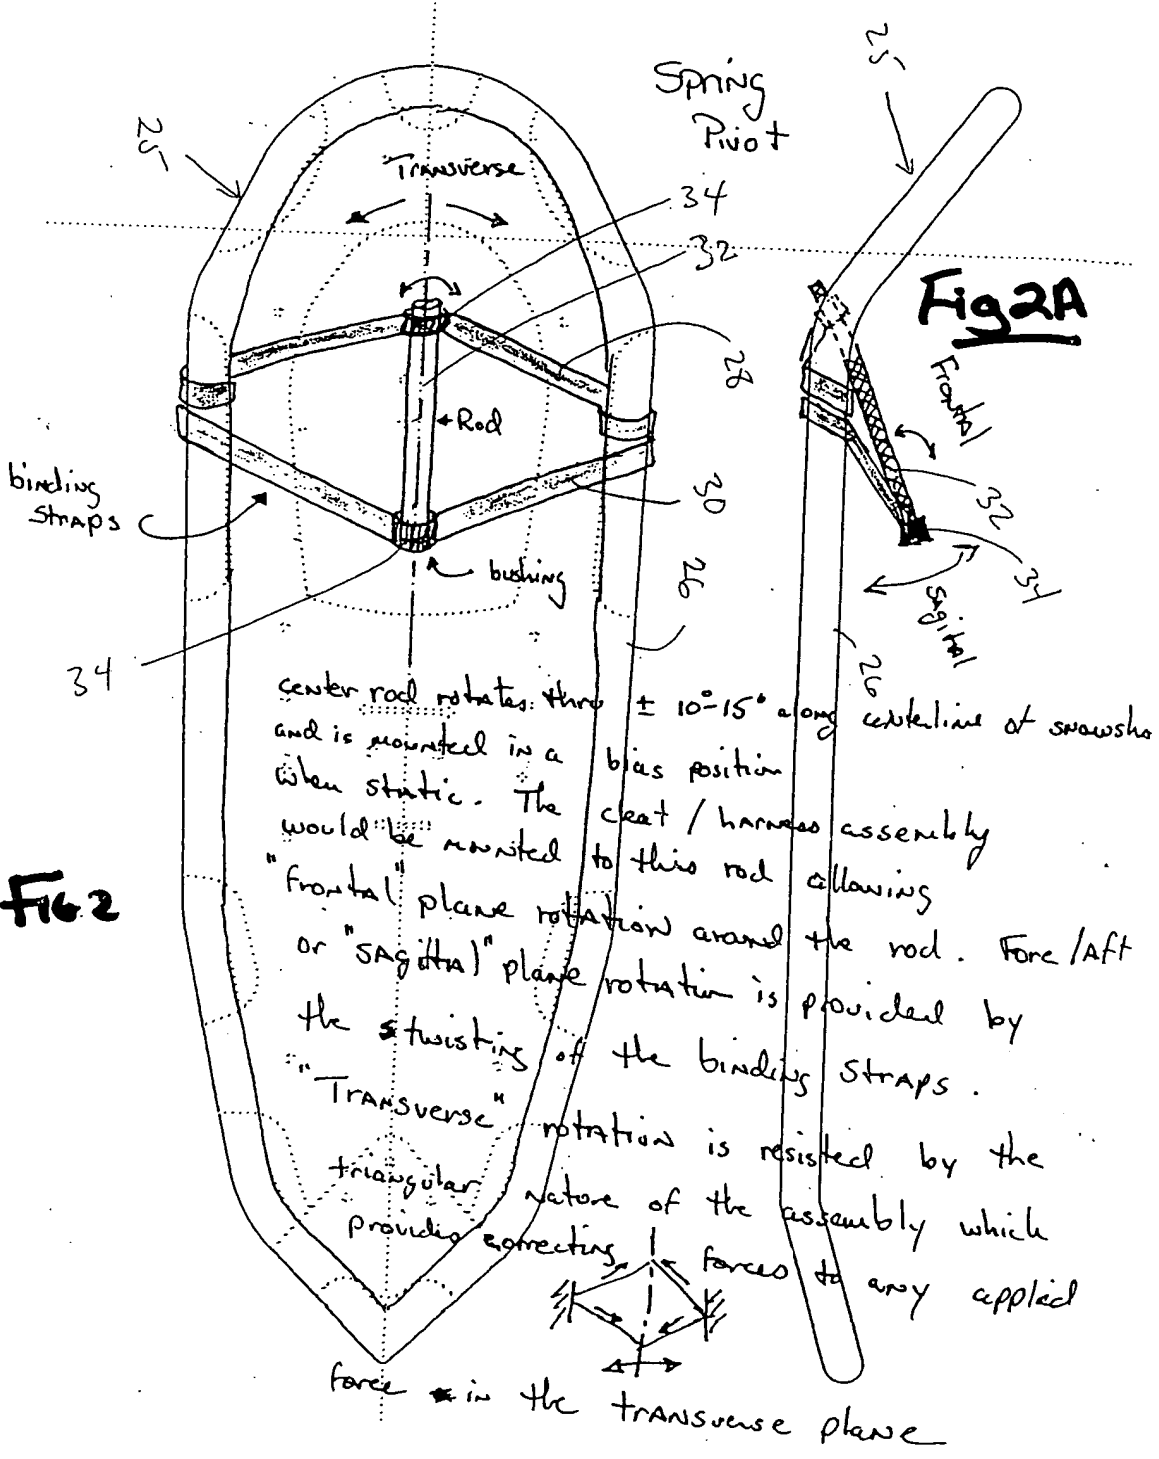 25
Spring
Pivot
25
Transverse
34
32
Fig 2A
28
Frontal
Rod
binding
straps
30
32
bushing
26
34
Sagital
34
26
center rod rotates thru ± 10°-15° along centerline of snowsho
and is mounted in a bias position
when static. The cleat / harness assembly
would be mounted to this rod allowing
Fig. 2
"frontal" plane rotation around the rod. Fore/Aft
or "sagittal" plane rotation is provided by
the twisting of the binding straps.
"Transverse" rotation is resisted by the
triangular nature of the assembly which
provides correcting forces to any applied
force in the transverse plane